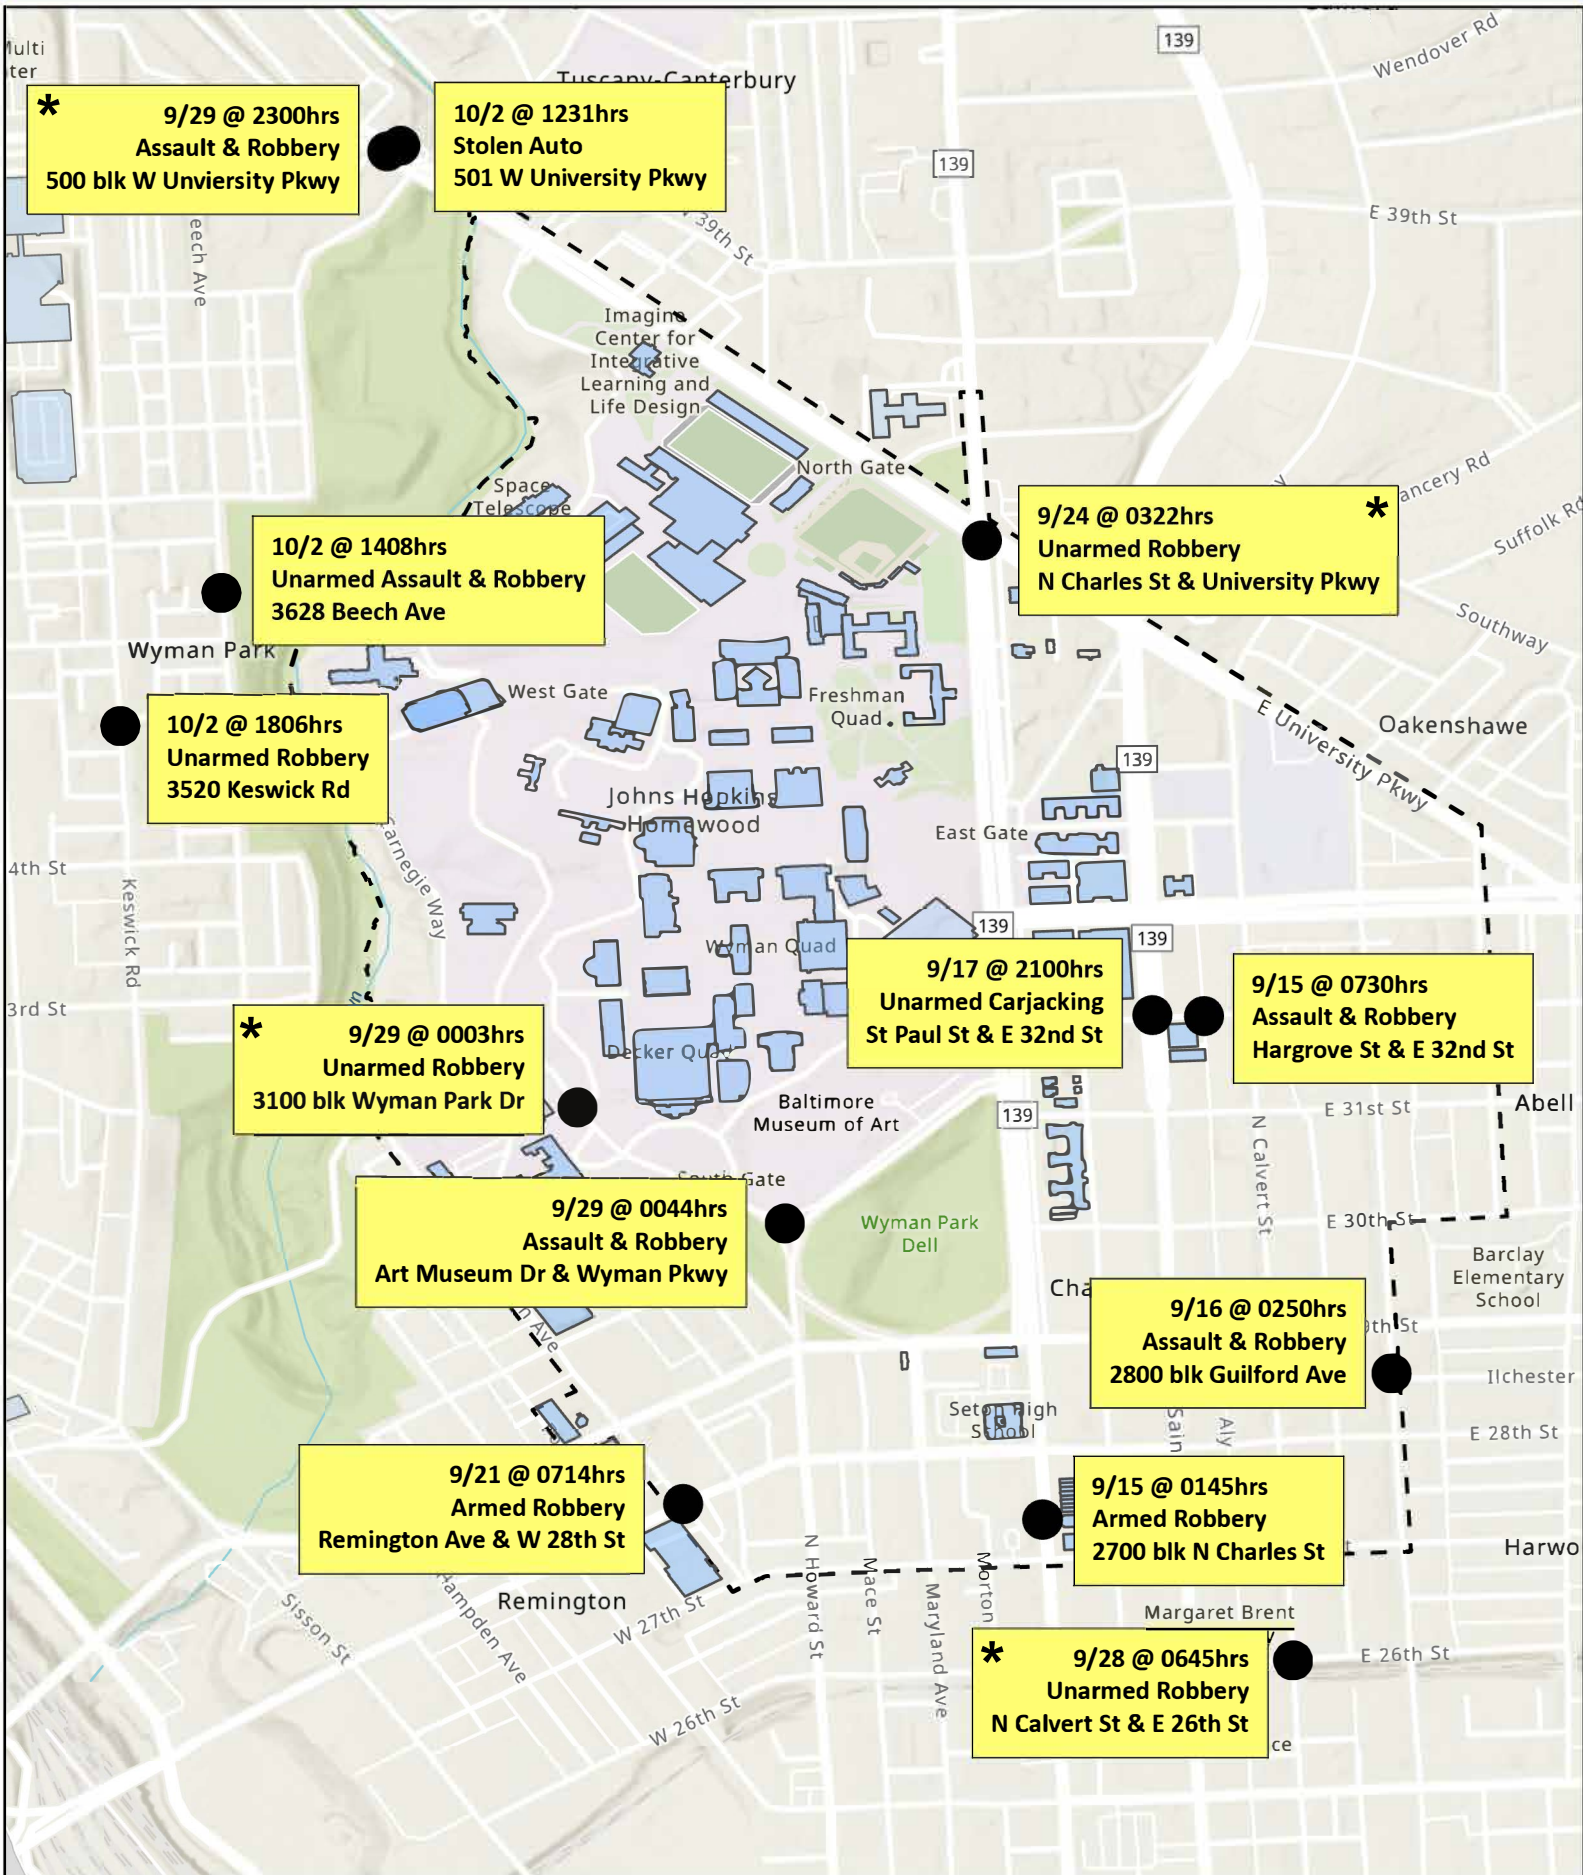 139
Wendover Rd
Tuscany-Canterbury
* 9/29 @ 2300hrs
Assault & Robbery
500 blk W Unviersity Pkwy
10/2 @ 1231hrs
Stolen Auto
501 W University Pkwy
139
E 39th St
39th St
eech Ave
Imagine
Center for
Integrative
Learning and
Life Design
North Gate
Space
Telescope
ancery Rd
Suffolk Rd
9/24 @ 0322hrs *
Unarmed Robbery
N Charles St & University Pkwy
10/2 @ 1408hrs
Unarmed Assault & Robbery
3628 Beech Ave
Southway
Wyman Park
West Gate
Freshman
Quad
10/2 @ 1806hrs
Unarmed Robbery
3520 Keswick Rd
E University Pkwy
Oakenshawe
139
Johns Hopkins
Homewood
East Gate
4th St
Keswick Rd
Carnegie Way
139
139
Wyman Quad
9/17 @ 2100hrs
Unarmed Carjacking
St Paul St & E 32nd St
9/15 @ 0730hrs
Assault & Robbery
Hargrove St & E 32nd St
3rd St
* 9/29 @ 0003hrs
Unarmed Robbery
3100 blk Wyman Park Dr
Decker Quad
Baltimore
Museum of Art
139
E 31st St
Abell
N Calvert St
South Gate
9/29 @ 0044hrs
Assault & Robbery
Art Museum Dr & Wyman Pkwy
Wyman Park
Dell
E 30th St
Barclay
Elementary
School
Cha
9/16 @ 0250hrs
Assault & Robbery
2800 blk Guilford Ave
9th St
Ilchester
n Ave
Seton High
School
Sain
Aly
E 28th St
9/21 @ 0714hrs
Armed Robbery
Remington Ave & W 28th St
9/15 @ 0145hrs
Armed Robbery
2700 blk N Charles St
Harwo
Remington
W 27th St
Hampden Ave
Sisson St
N Howard St
Mace St
Maryland Ave
Morton
Margaret Brent
* 9/28 @ 0645hrs
Unarmed Robbery
N Calvert St & E 26th St
E 26th St
W 26th St
ce